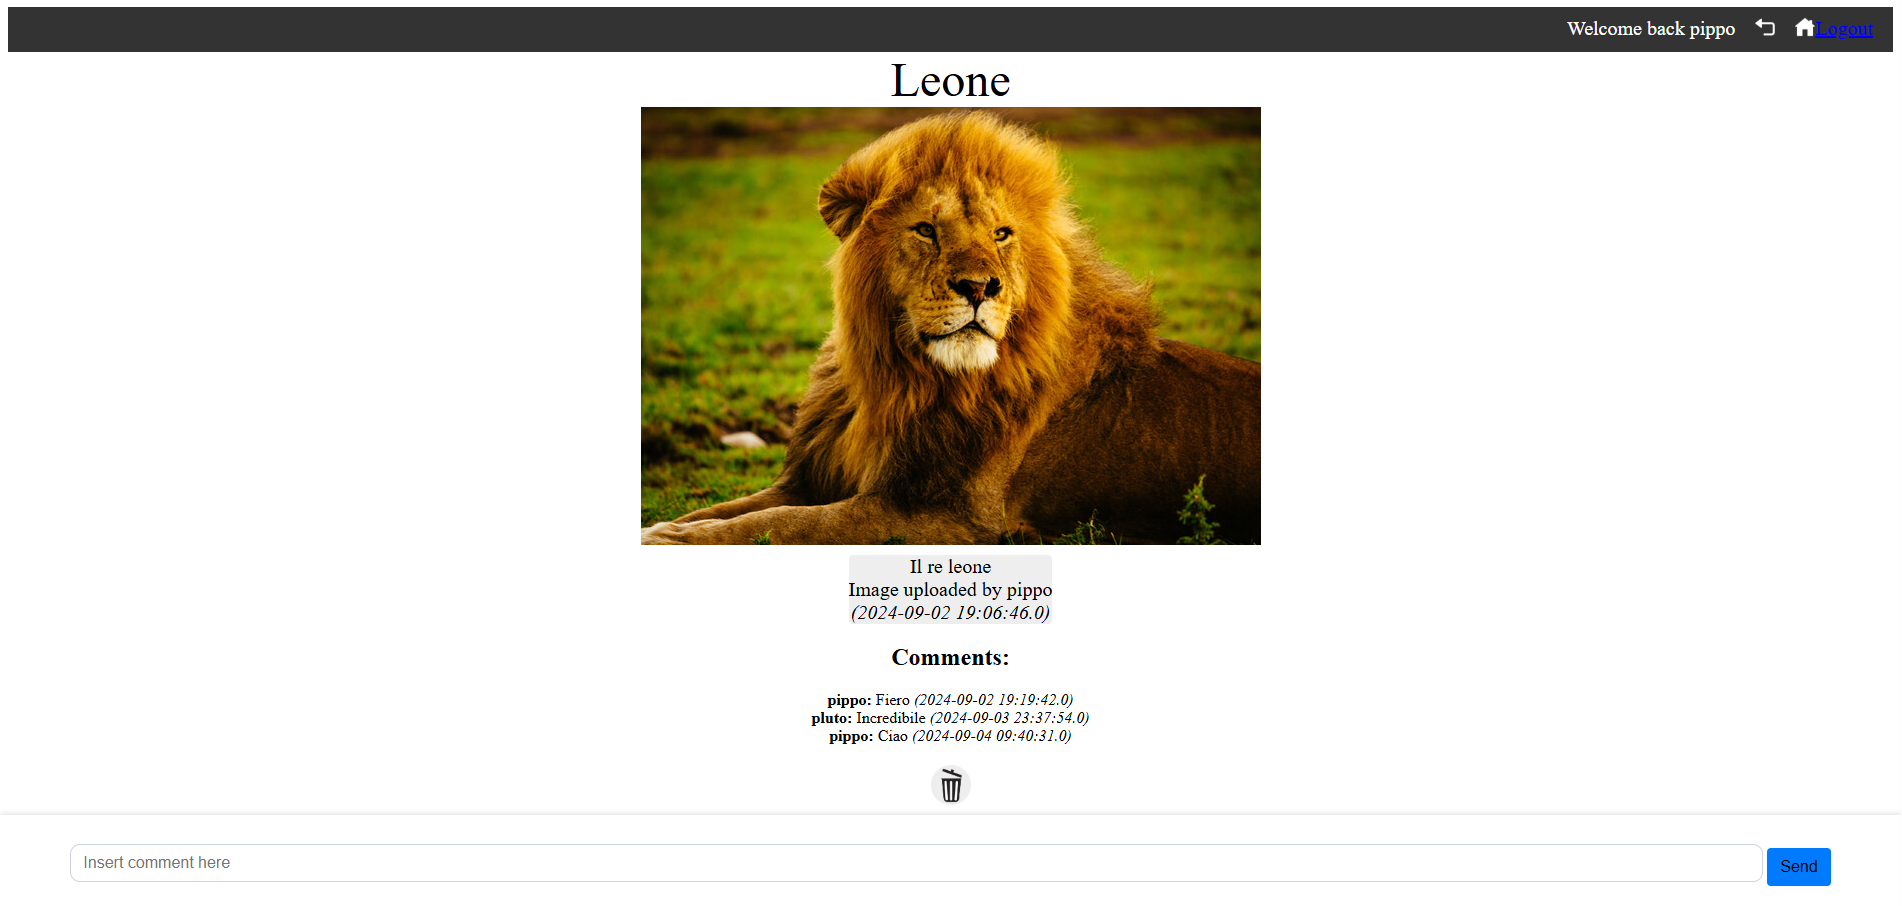 Welcome back pippo Logout
Leone
Il re leone
Image uploaded by pippo
(2024-09-02 19:06:46.0)
Comments:
pippo: Fiero (2024-09-02 19:19:42.0)
pluto: Incredibile (2024-09-03 23:37:54.0)
pippo: Ciao (2024-09-04 09:40:31.0)
Insert comment here Send